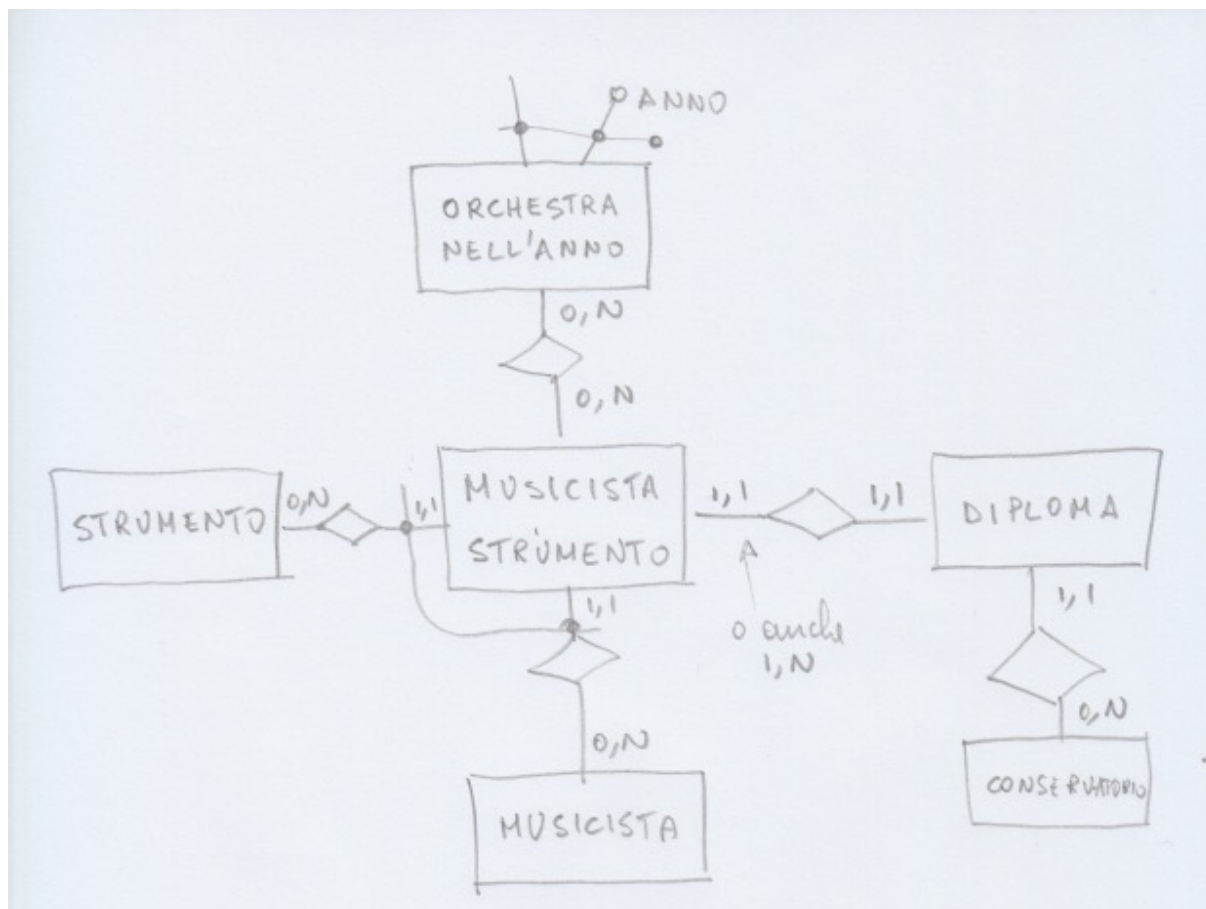 ANNO
ORCHESTRA
NELL'ANNO
0,N
0,N
STRUMENTO
0,N
1,1
MUSICISTA
STRUMENTO
1,1
1,1
DIPLOMA
1,1
o anche
1,N
1,1
0,N
0,N
MUSICISTA
CONSERVATORIO